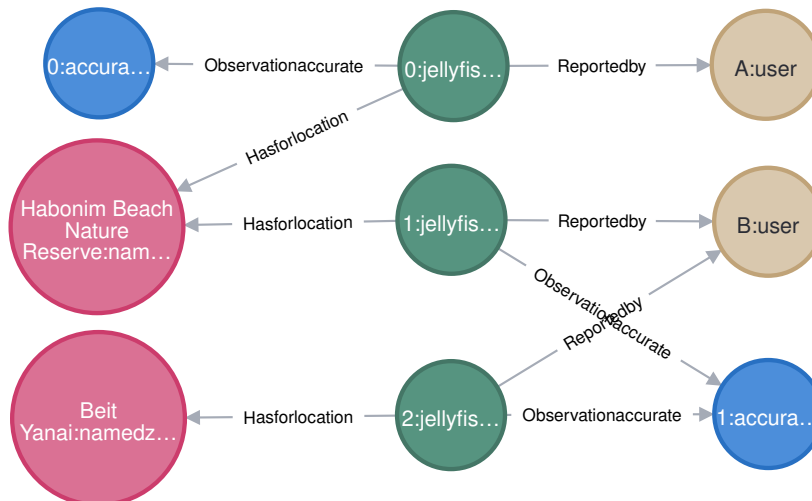 0:accura…
Observationaccurate
0:jellyfis…
Reportedby
A:user
Hasforlocation
Habonim Beach
Nature
Reserve:nam…
Hasforlocation
1:jellyfis…
Reportedby
B:user
Observationaccurate
Reportedby
Beit
Yanai:namedz…
Hasforlocation
2:jellyfis…
Observationaccurate
1:accura…